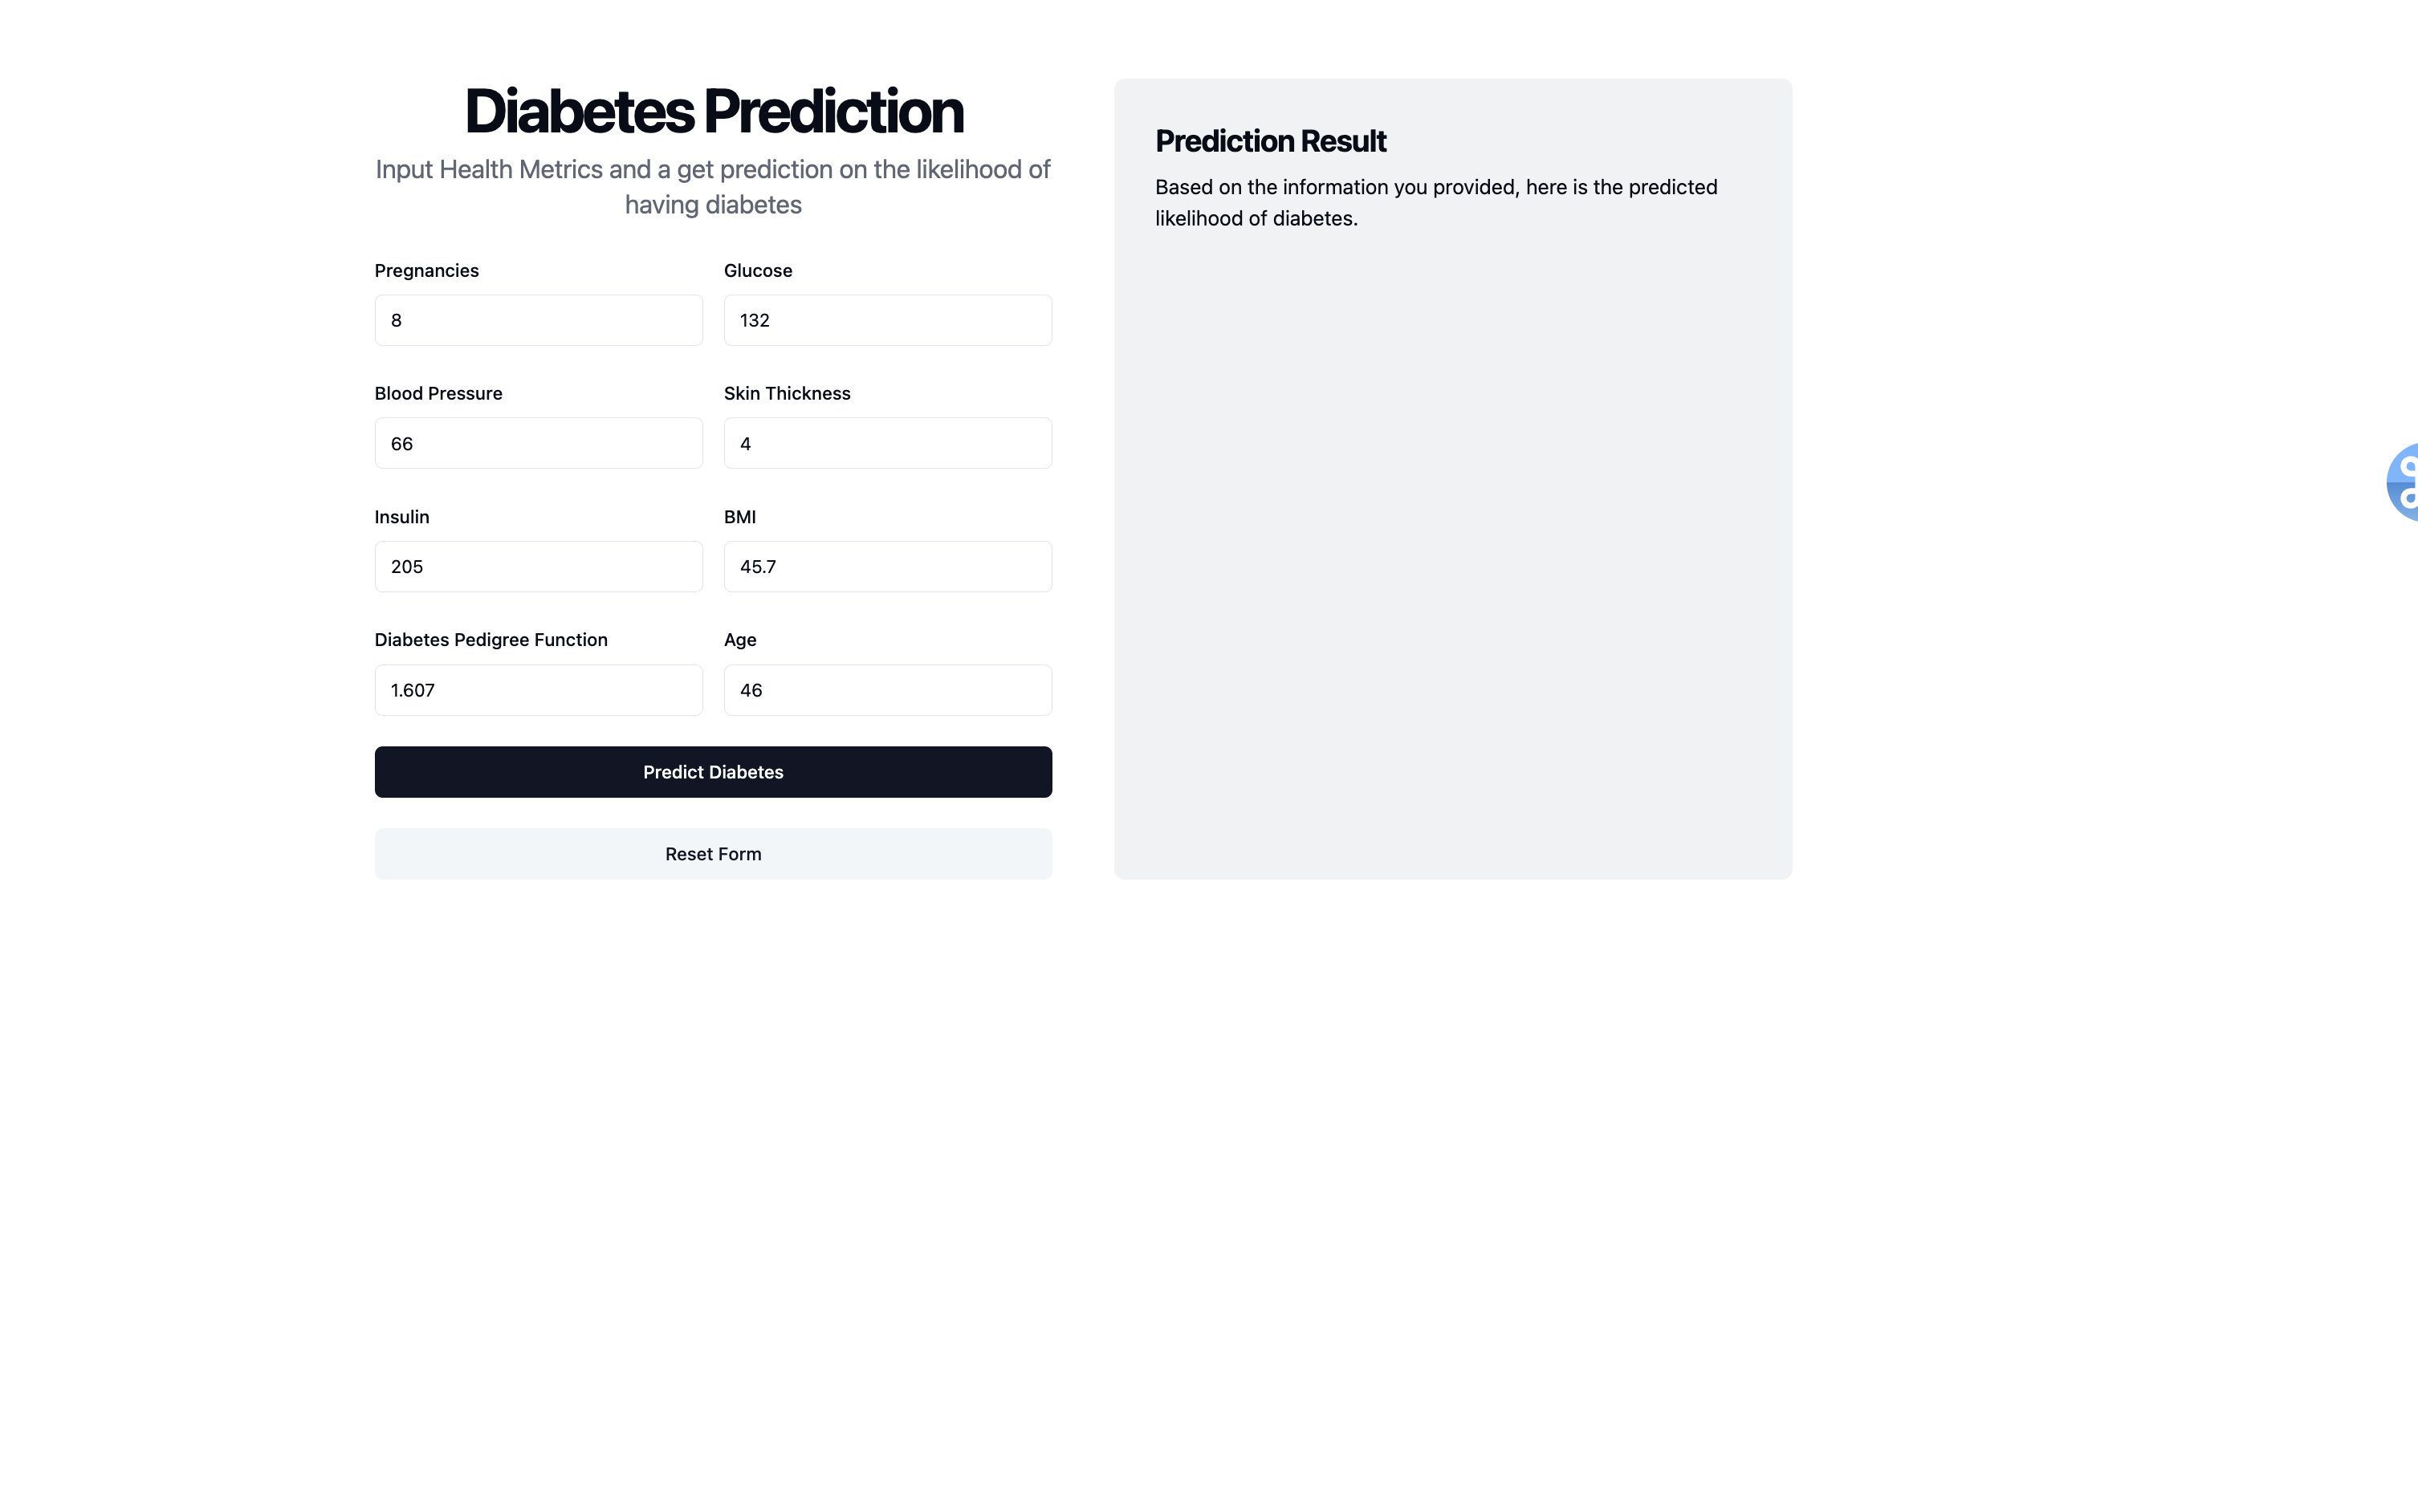 Diabetes Prediction
Input Health Metrics and a get prediction on the likelihood of
having diabetes
Pregnancies
8
Glucose
132
Blood Pressure
66
Skin Thickness
4
Insulin
205
BMI
45.7
Diabetes Pedigree Function
1.607
Age
46
Predict Diabetes
Reset Form
Prediction Result
Based on the information you provided, here is the predicted
likelihood of diabetes.